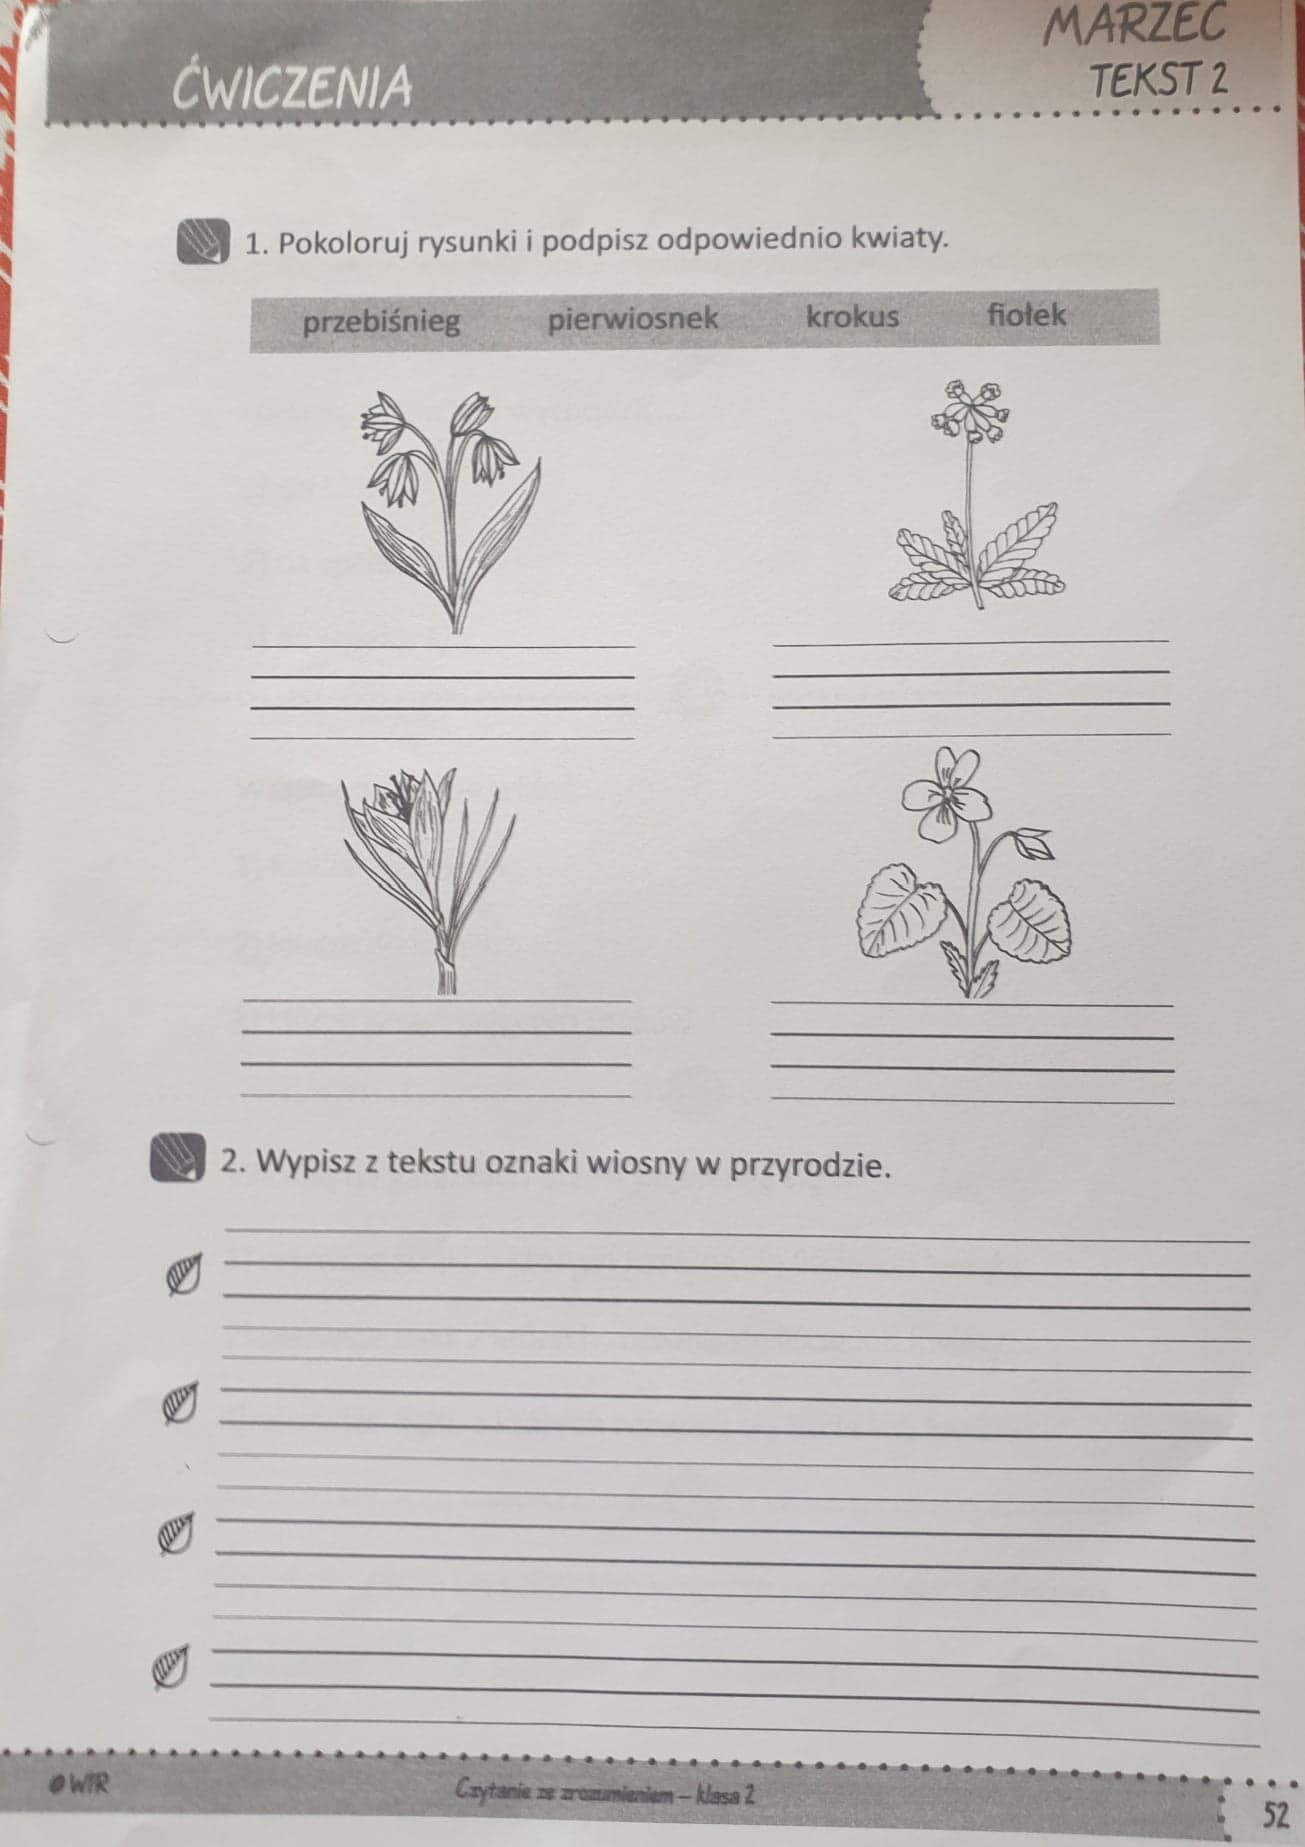 ĆWICZENIA
MARZEC
TEKST 2
1. Pokoloruj rysunki i podpisz odpowiednio kwiaty.
przebiśnieg pierwiosnek krokus fiołek
2. Wypisz z tekstu oznaki wiosny w przyrodzie.
© WIR
Czytanie ze zrozumieniem – klasa 2
52